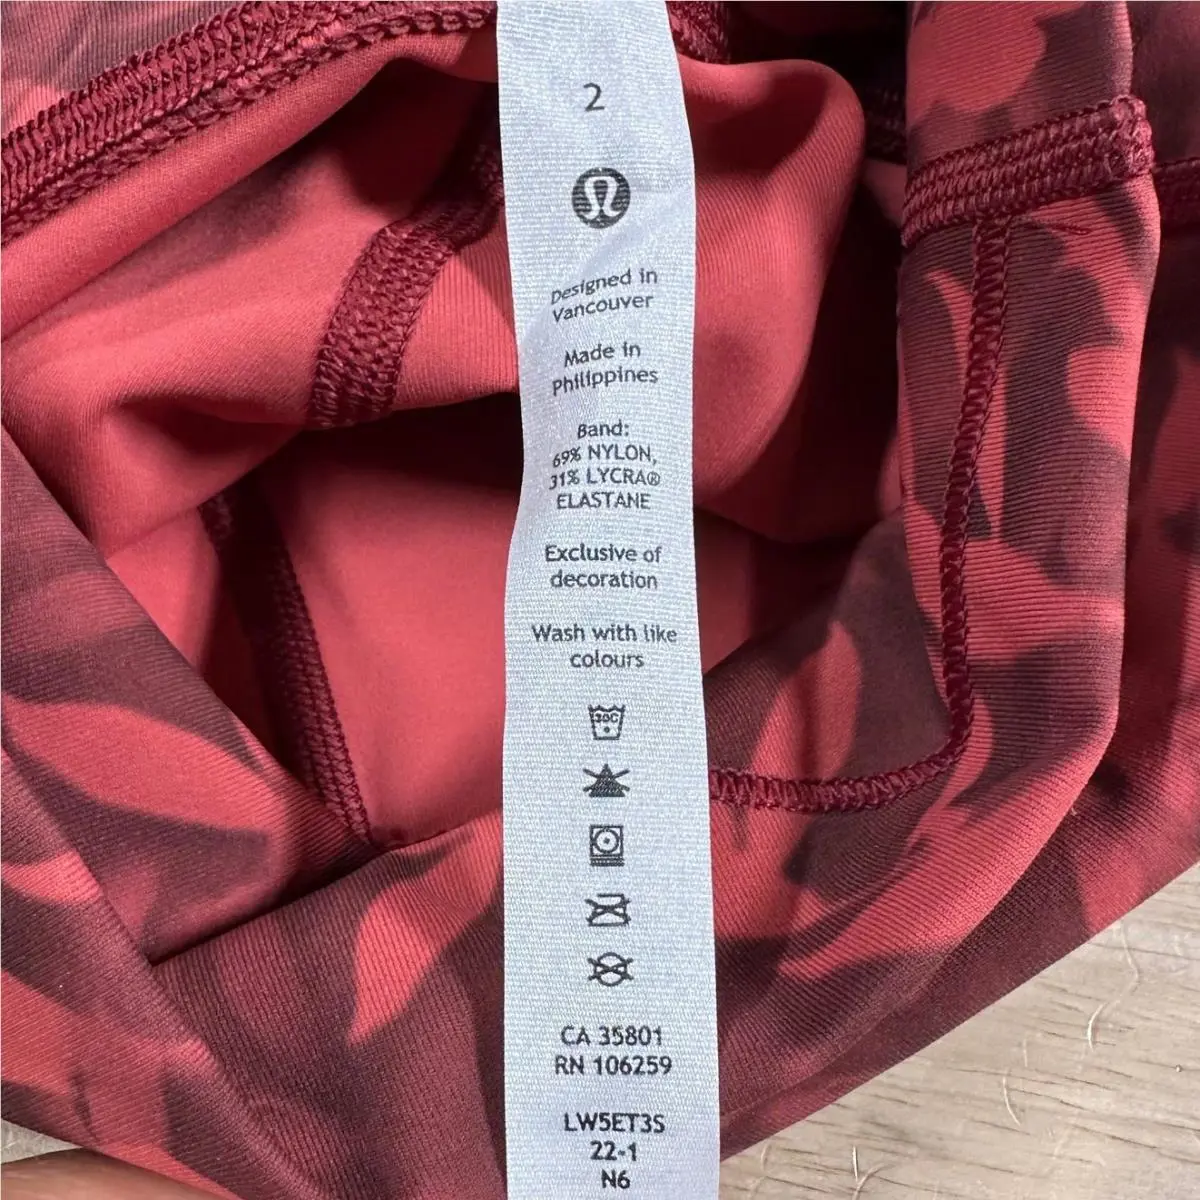 2
Designed in
Vancouver
Made in
Philippines
Band:
69% NYLON,
31% LYCRA®
ELASTANE
Exclusive of
decoration
Wash with like
colours
30C
CA 35801
RN 106259
LW5ET3S
22-1
N6